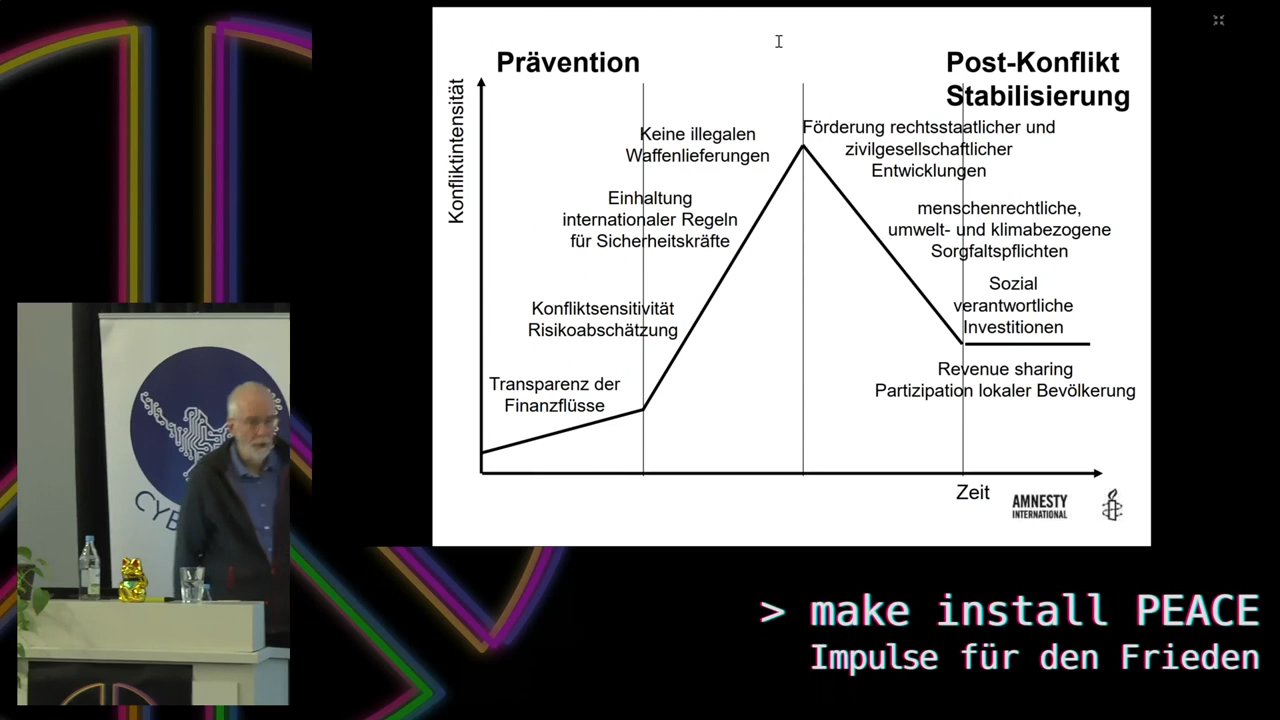 Prävention
Post-Konflikt
Stabilisierung
Konfliktintensität
Keine illegalen
Waffenlieferungen
Förderung rechtsstaatlicher und
zivilgesellschaftlicher
Entwicklungen
Einhaltung
internationaler Regeln
für Sicherheitskräfte
menschenrechtliche,
umwelt- und klimabezogene
Sorgfaltspflichten
Konfliktsensitivität
Risikoabschätzung
Sozial
verantwortliche
Investitionen
Transparenz der
Finanzflüsse
Revenue sharing
Partizipation lokaler Bevölkerung
Zeit
AMNESTY
INTERNATIONAL
CYB
> make install PEACE
Impulse für den Frieden